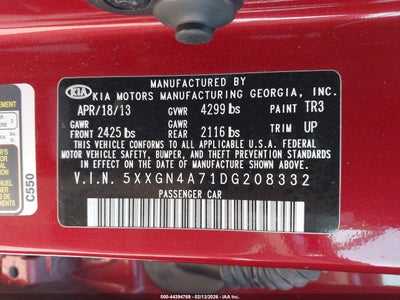 MANUFACTURED BY
KIA KIA MOTORS MANUFACTURING GEORGIA, INC.
APR/18/13 GVWR 4299 lbs PAINT TR3
GAWR GAWR
FRONT 2425 lbs REAR 2116 lbs TRIM UP
THIS VEHICLE CONFORMS TO ALL APPLICABLE U.S.A. FEDERAL
MOTOR VEHICLE SAFETY, BUMPER, AND THEFT PREVENTION STANDARDS
IN EFFECT ON THE DATE OF MANUFACTURE SHOWN ABOVE.
V.I.N. 5XXGN4A71DG208332
PASSENGER CAR
C550
000-44394769 - 02/13/2026 - IAA Inc.